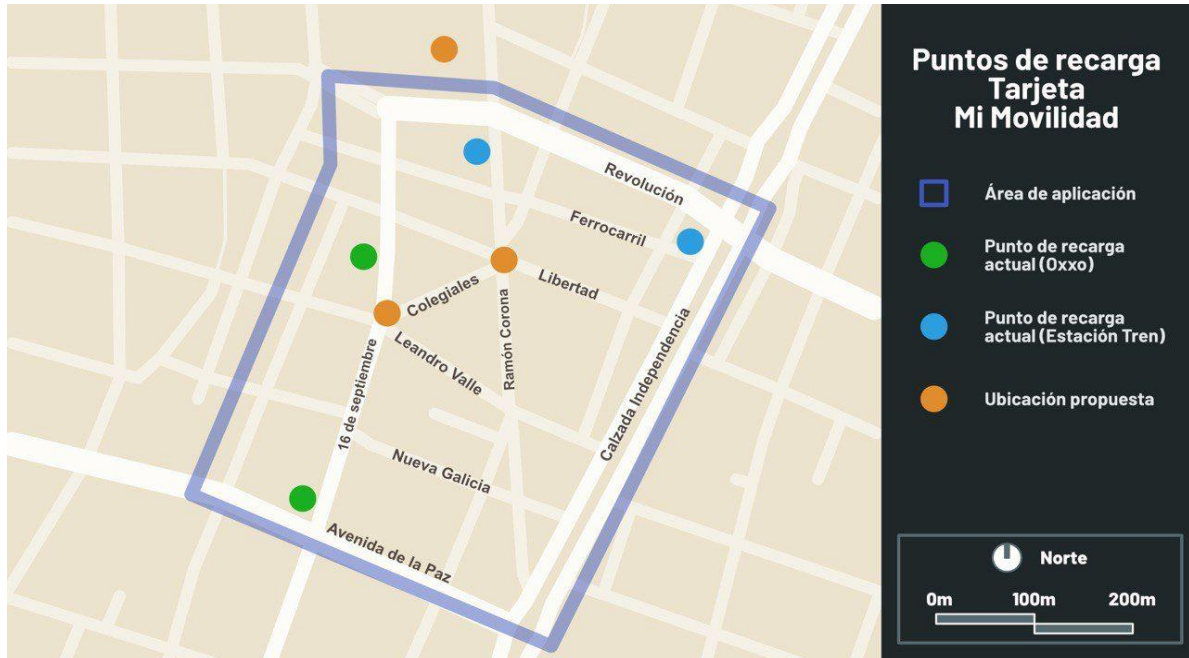 Puntos de recarga
Tarjeta
Mi Movilidad
Área de aplicación
Punto de recarga
actual (Oxxo)
Punto de recarga
actual (Estación Tren)
Ubicación propuesta
Norte
0m 100m 200m
Revolución
Ferrocarril
Libertad
Colegiales
Ramón Corona
Leandro Valle
16 de septiembre
Calzada Independencia
Nueva Galicia
Avenida de la Paz